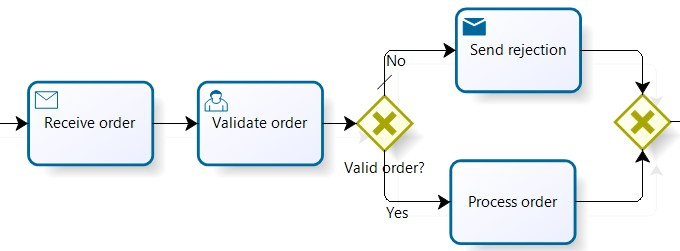 No
Send rejection
Receive order
Validate order
Valid order?
Yes
Process order